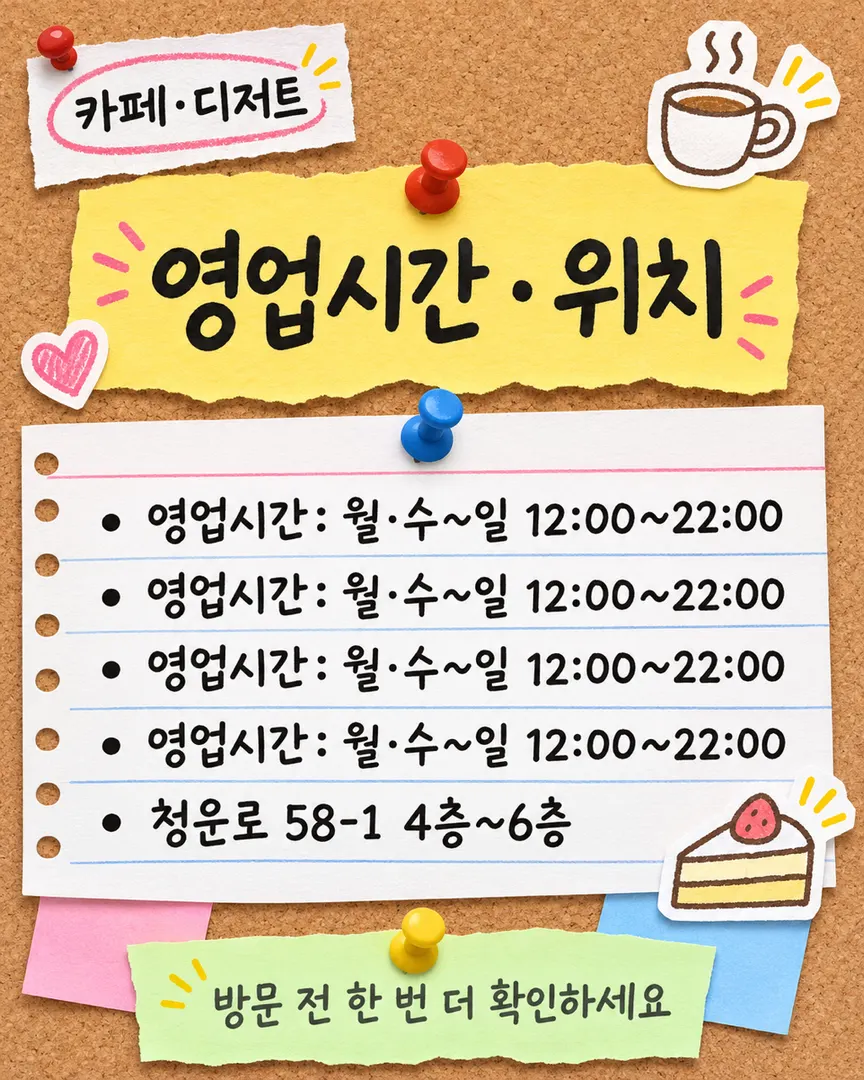 카페·디저트
영업시간·위치
• 영업시간: 월·수~일 12:00~22:00
• 영업시간: 월·수~일 12:00~22:00
• 영업시간: 월·수~일 12:00~22:00
• 영업시간: 월·수~일 12:00~22:00
• 청운로 58-1 4층~6층
방문 전 한 번 더 확인하세요